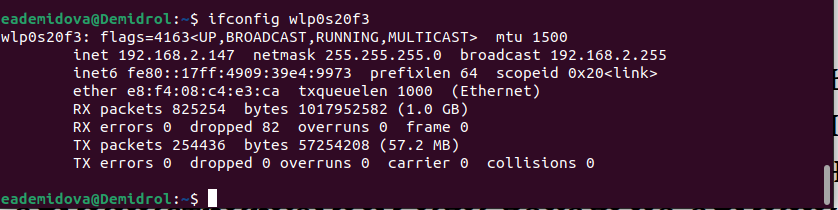 eademidova@Demidrol:~$ ifconfig wlp0s20f3
wlp0s20f3: flags=4163<UP,BROADCAST,RUNNING,MULTICAST>  mtu 1500
        inet 192.168.2.147  netmask 255.255.255.0  broadcast 192.168.2.255
        inet6 fe80::17ff:4909:39e4:9973  prefixlen 64  scopeid 0x20<link>
        ether e8:f4:08:c4:e3:ca  txqueuelen 1000  (Ethernet)
        RX packets 825254  bytes 1017952582 (1.0 GB)
        RX errors 0  dropped 82  overruns 0  frame 0
        TX packets 254436  bytes 57254208 (57.2 MB)
        TX errors 0  dropped 0 overruns 0  carrier 0  collisions 0
eademidova@Demidrol:~$